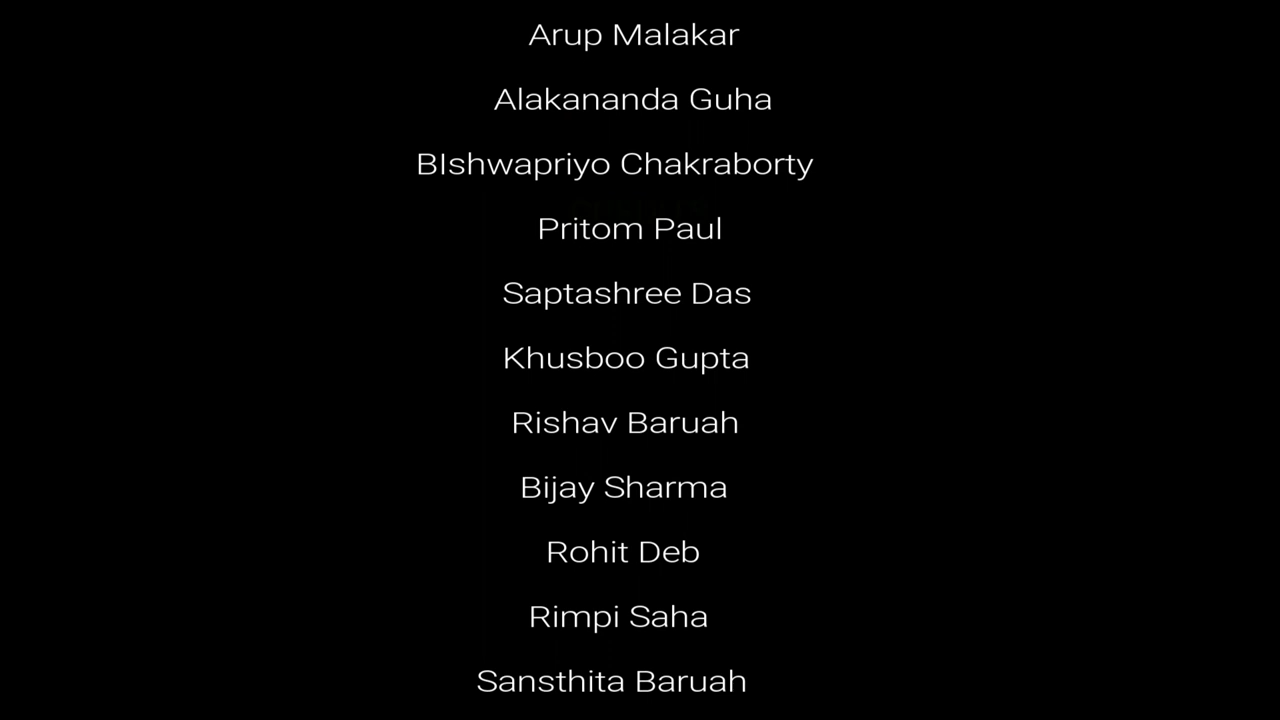 Arup Malakar
Alakananda Guha
BIshwapriyo Chakraborty
Pritom Paul
Saptashree Das
Khusboo Gupta
Rishav Baruah
Bijay Sharma
Rohit Deb
Rimpi Saha
Sansthita Baruah